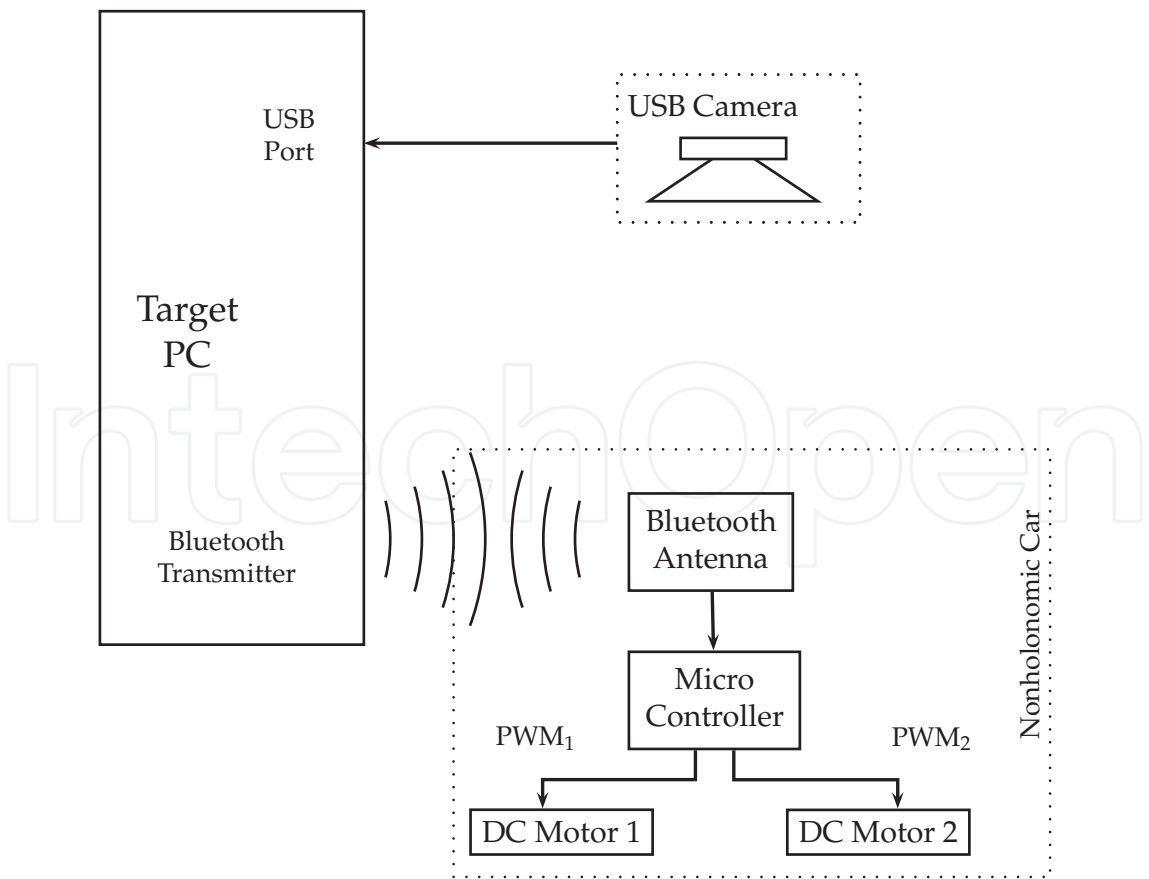 USB
Port
USB Camera
Target
PC
IntechOpen
Bluetooth
Transmitter
Bluetooth
Antenna
Nonholonomic Car
Micro
Controller
PWM₁
PWM₂
DC Motor 1
DC Motor 2